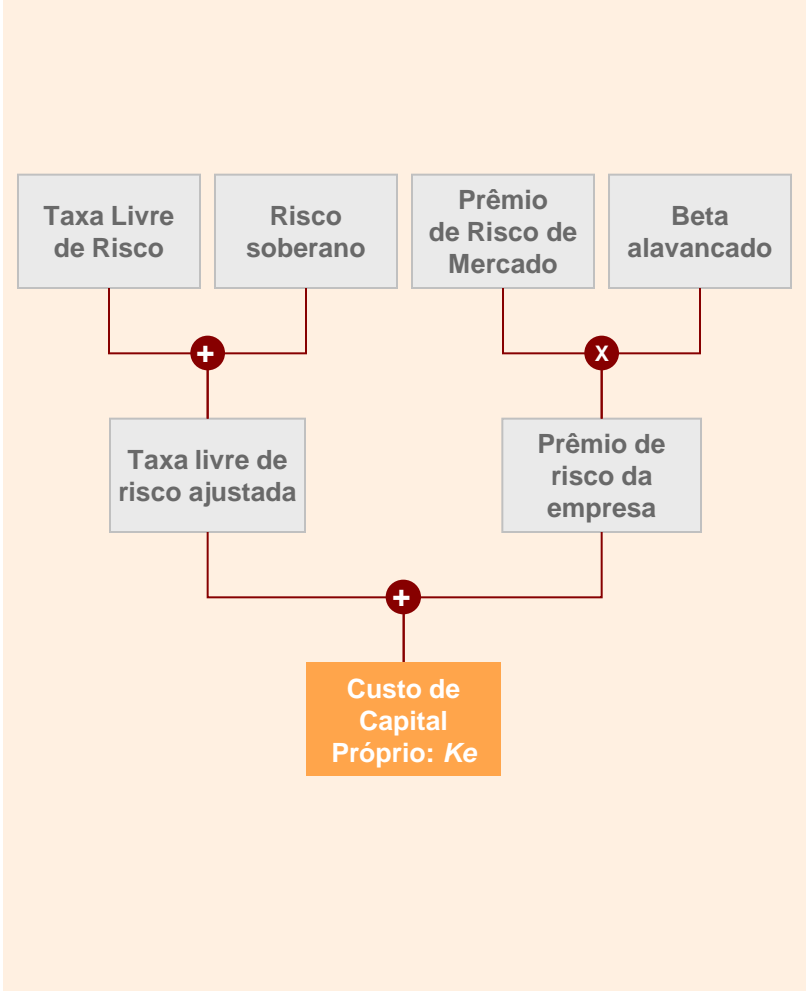 Taxa Livre
de Risco
Risco
soberano
Prêmio
de Risco de
Mercado
Beta
alavancado
+
X
Taxa livre de
risco ajustada
Prêmio de
risco da
empresa
+
Custo de
Capital
Próprio: Ke